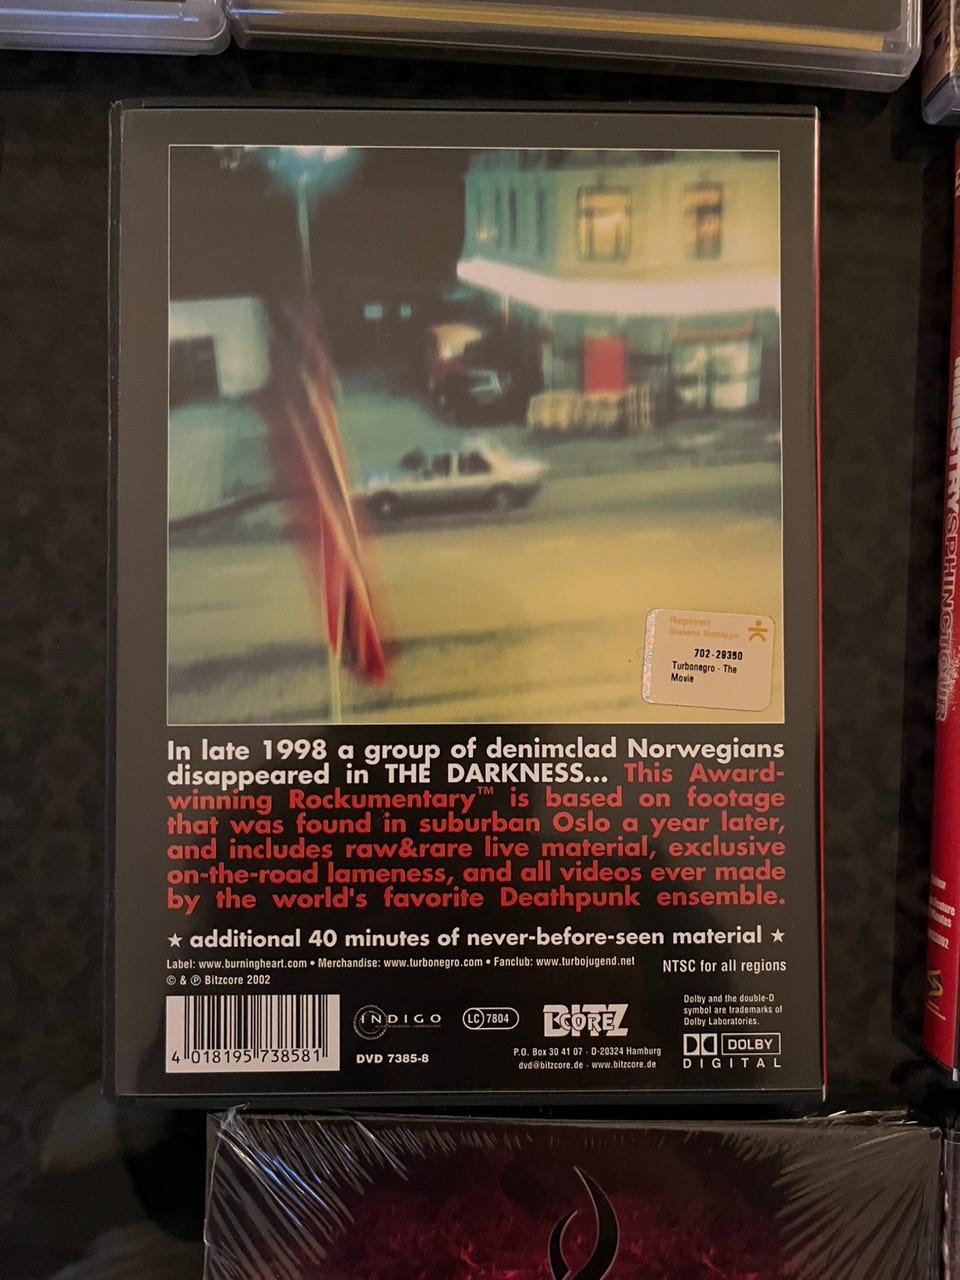 Registrert
Statens filmtilsyn
702-29350
Turbonegro - The
Movie
In late 1998 a group of denimclad Norwegians
disappeared in THE DARKNESS... This Award-
winning Rockumentary™ is based on footage
that was found in suburban Oslo a year later,
and includes raw&rare live material, exclusive
on-the-road lameness, and all videos ever made
by the world's favorite Deathpunk ensemble.
★ additional 40 minutes of never-before-seen material ★
Label: www.burningheart.com • Merchandise: www.turbonegro.com • Fanclub: www.turbojugend.net
NTSC for all regions
© & ℗ Bitzcore 2002
4 018195 738581
INDIGO
DVD 7385-8
LC 7804
BITZCORE
P.O. Box 30 41 07 · D-20324 Hamburg
dvd@bitzcore.de · www.bitzcore.de
Dolby and the double-D
symbol are trademarks of
Dolby Laboratories.
DOLBY
DIGITAL
MINISTRY SPHINCTOUR